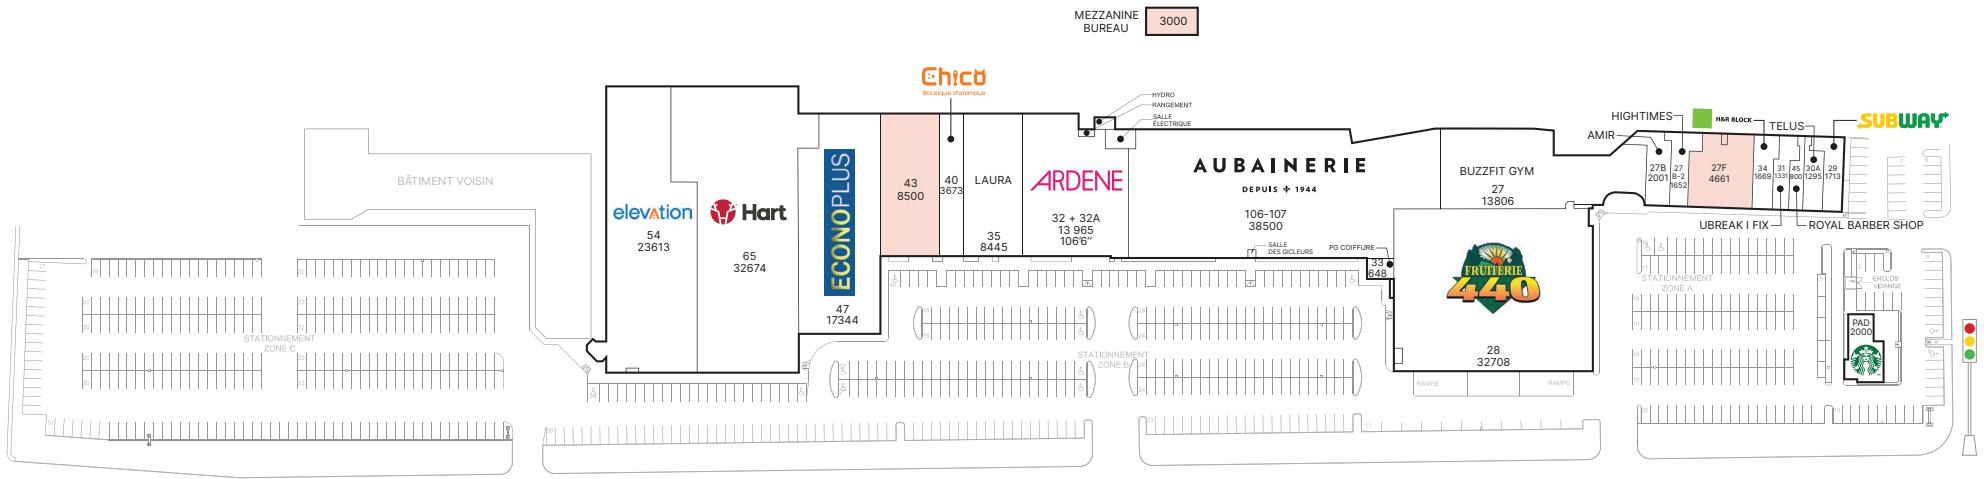 MEZZANINE
BUREAU
3000
Chico
Boutique d'animaux
HYDRO
RANGEMENT
SALLE
ÉLECTRIQUE
BÂTIMENT VOISIN
elevation
54
23613
Hart
65
32674
ECONOPLUS
47
17344
43
8500
40
3673
LAURA
35
8445
ARDENE
32 + 32A
13 965
106'6"
AUBAINERIE
DEPUIS 1944
106-107
38500
SALLE
DES GICLEURS
PG COIFFURE
33
648
BUZZFIT GYM
27
13806
FRUITERIE
440
28
32708
RAMPE
RAMPE
AMIR
27B
2001
HIGHTIMES
27
B-2
1652
27F
4661
H&R BLOCK
34
1669
31
1331
45
800
TELUS
30A
1295
SUBWAY
29
1713
UBREAK I FIX
ROYAL BARBER SHOP
STATIONNEMENT
ZONE A
STATIONNEMENT
ZONE B
STATIONNEMENT
ZONE C
ENCLOS
VIDANGE
PAD
2000